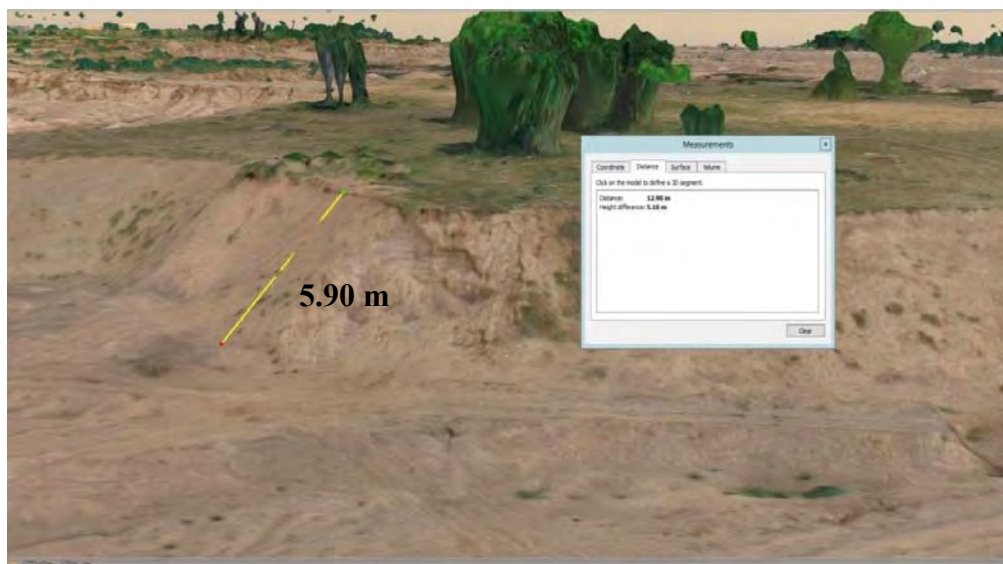 Measurements
Coordinate Distance Surface Volume
Click on the model to define a 3D segment.
Distance: 12.90 m
Height difference: 5.10 m
5.90 m
Clear